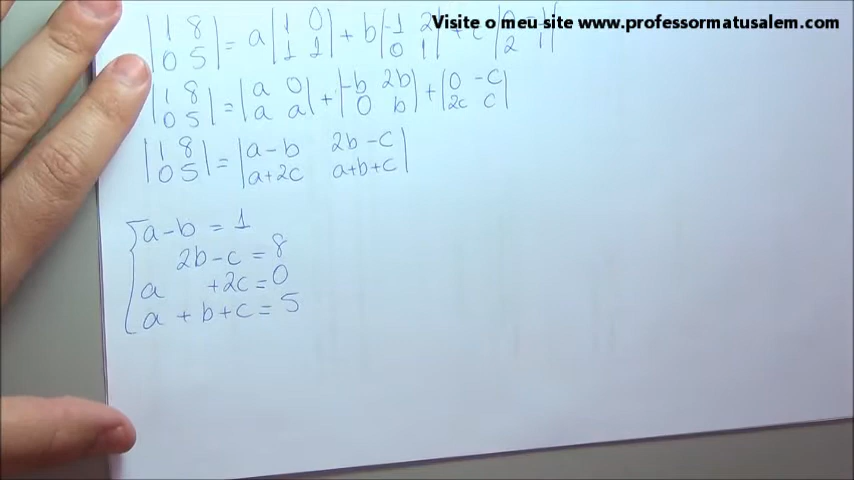 Visite o meu site www.professormatusalem.com
|1 8| = a |1 0| + b |-1 2| + c
|0 5| |1 1| |0 1| |2 1|
|1 8| = |a 0| + |-b 2b| + |0 -c|
|0 5| |a a| |0 b| |2c c|
|1 8| = |a-b 2b-c|
|0 5| |a+2c a+b+c|
{ a-b = 1
2b-c = 8
a +2c = 0
a + b + c = 5